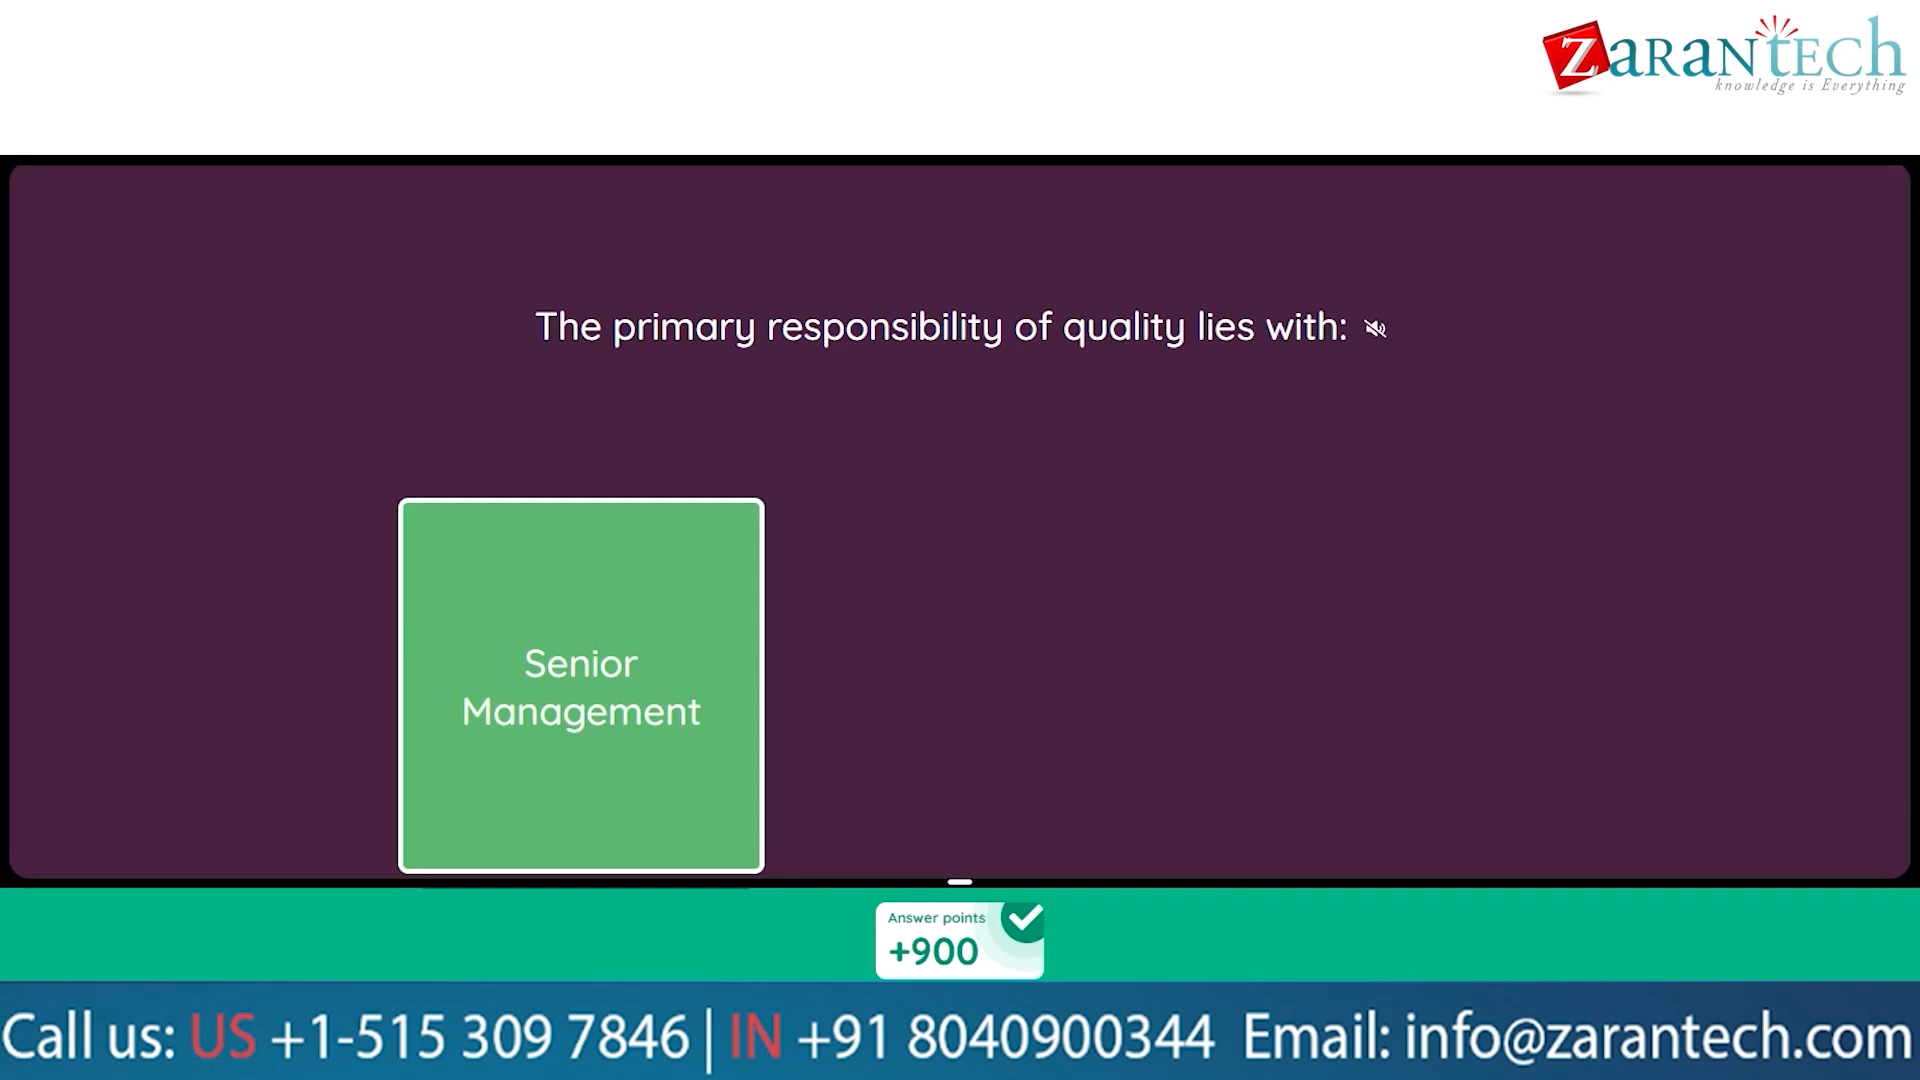 ZaranTech
knowledge is Everything
The primary responsibility of quality lies with:
Senior
Management
Answer points
+900
Call us: US +1-515 309 7846 | IN +91 8040900344 Email: info@zarantech.com